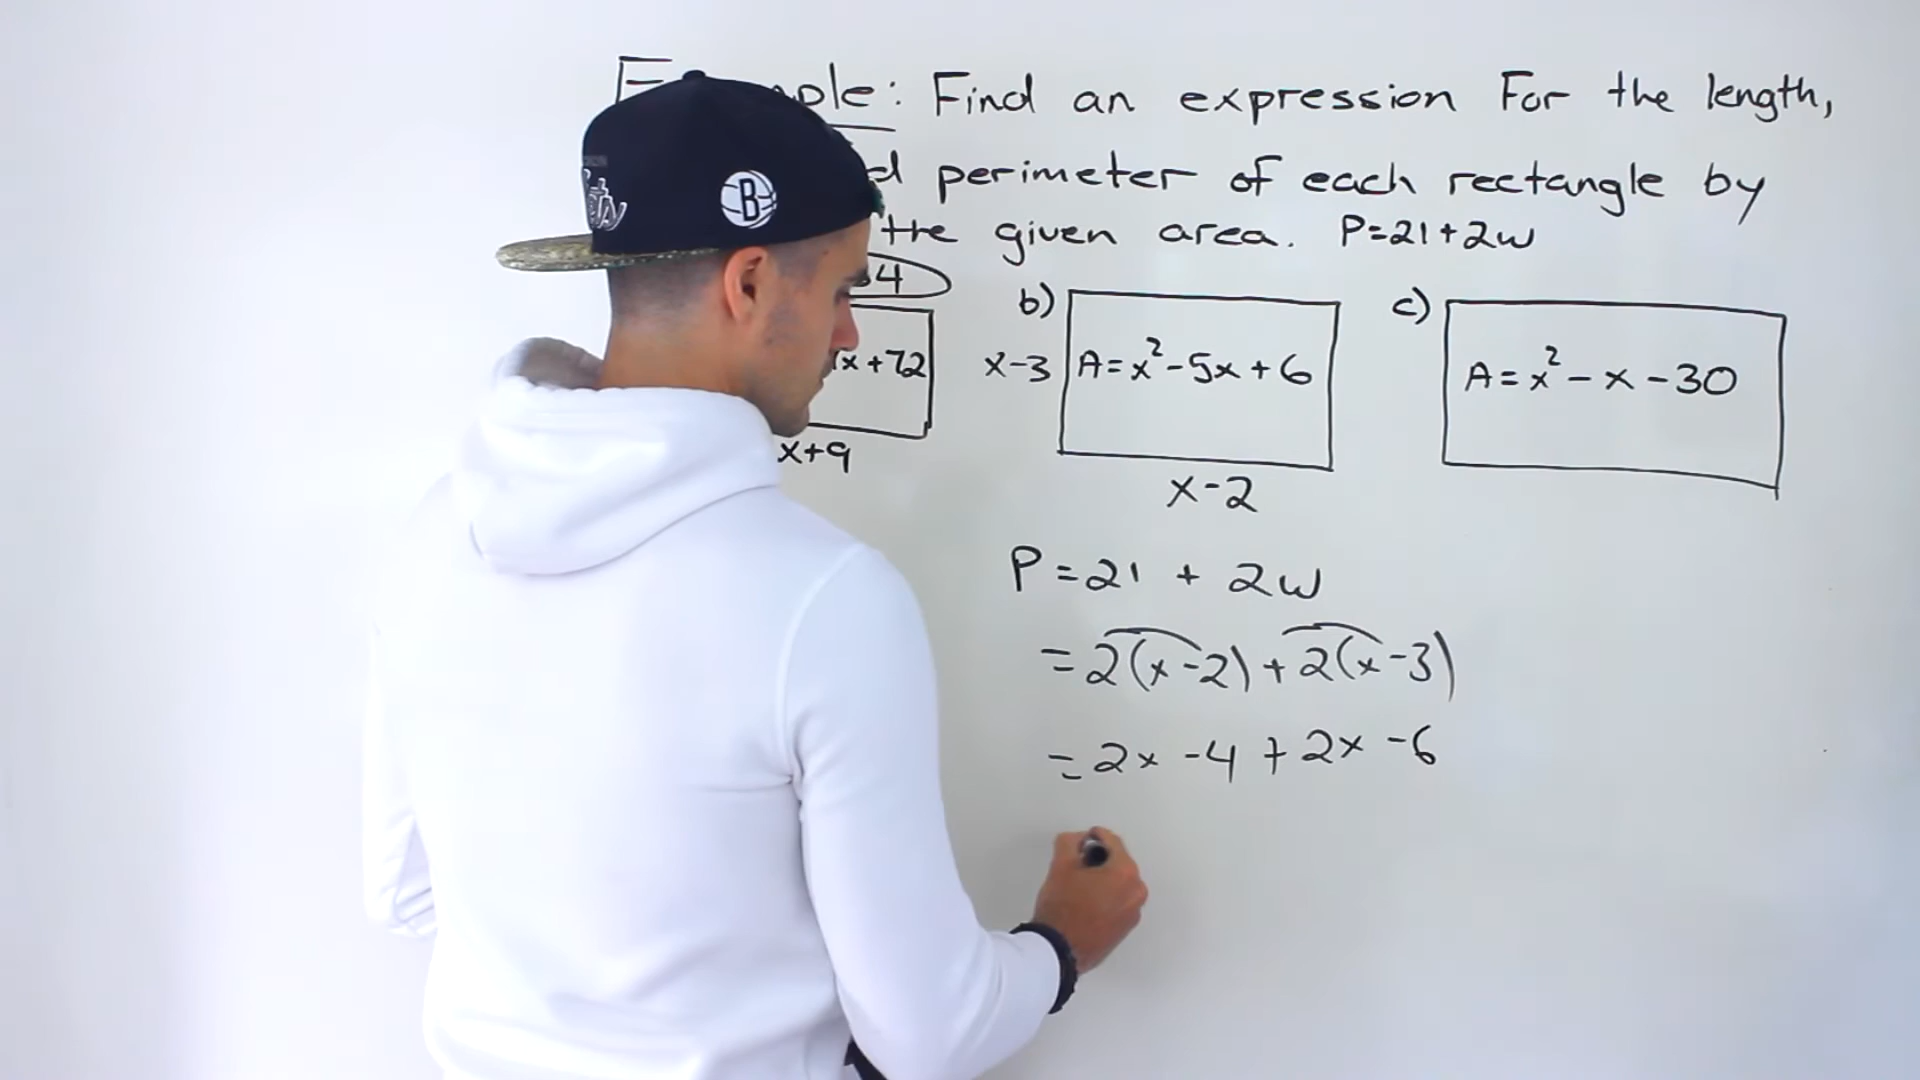 : Find an expression For the length,
perimeter of each rectangle by
the given area. P=2l+2w
b)
c)
x+72
x+9
x-3
A=x²-5x+6
x-2
A=x²-x-30
P=2l + 2w
=2(x-2)+2(x-3)
=2x-4+2x-6
B